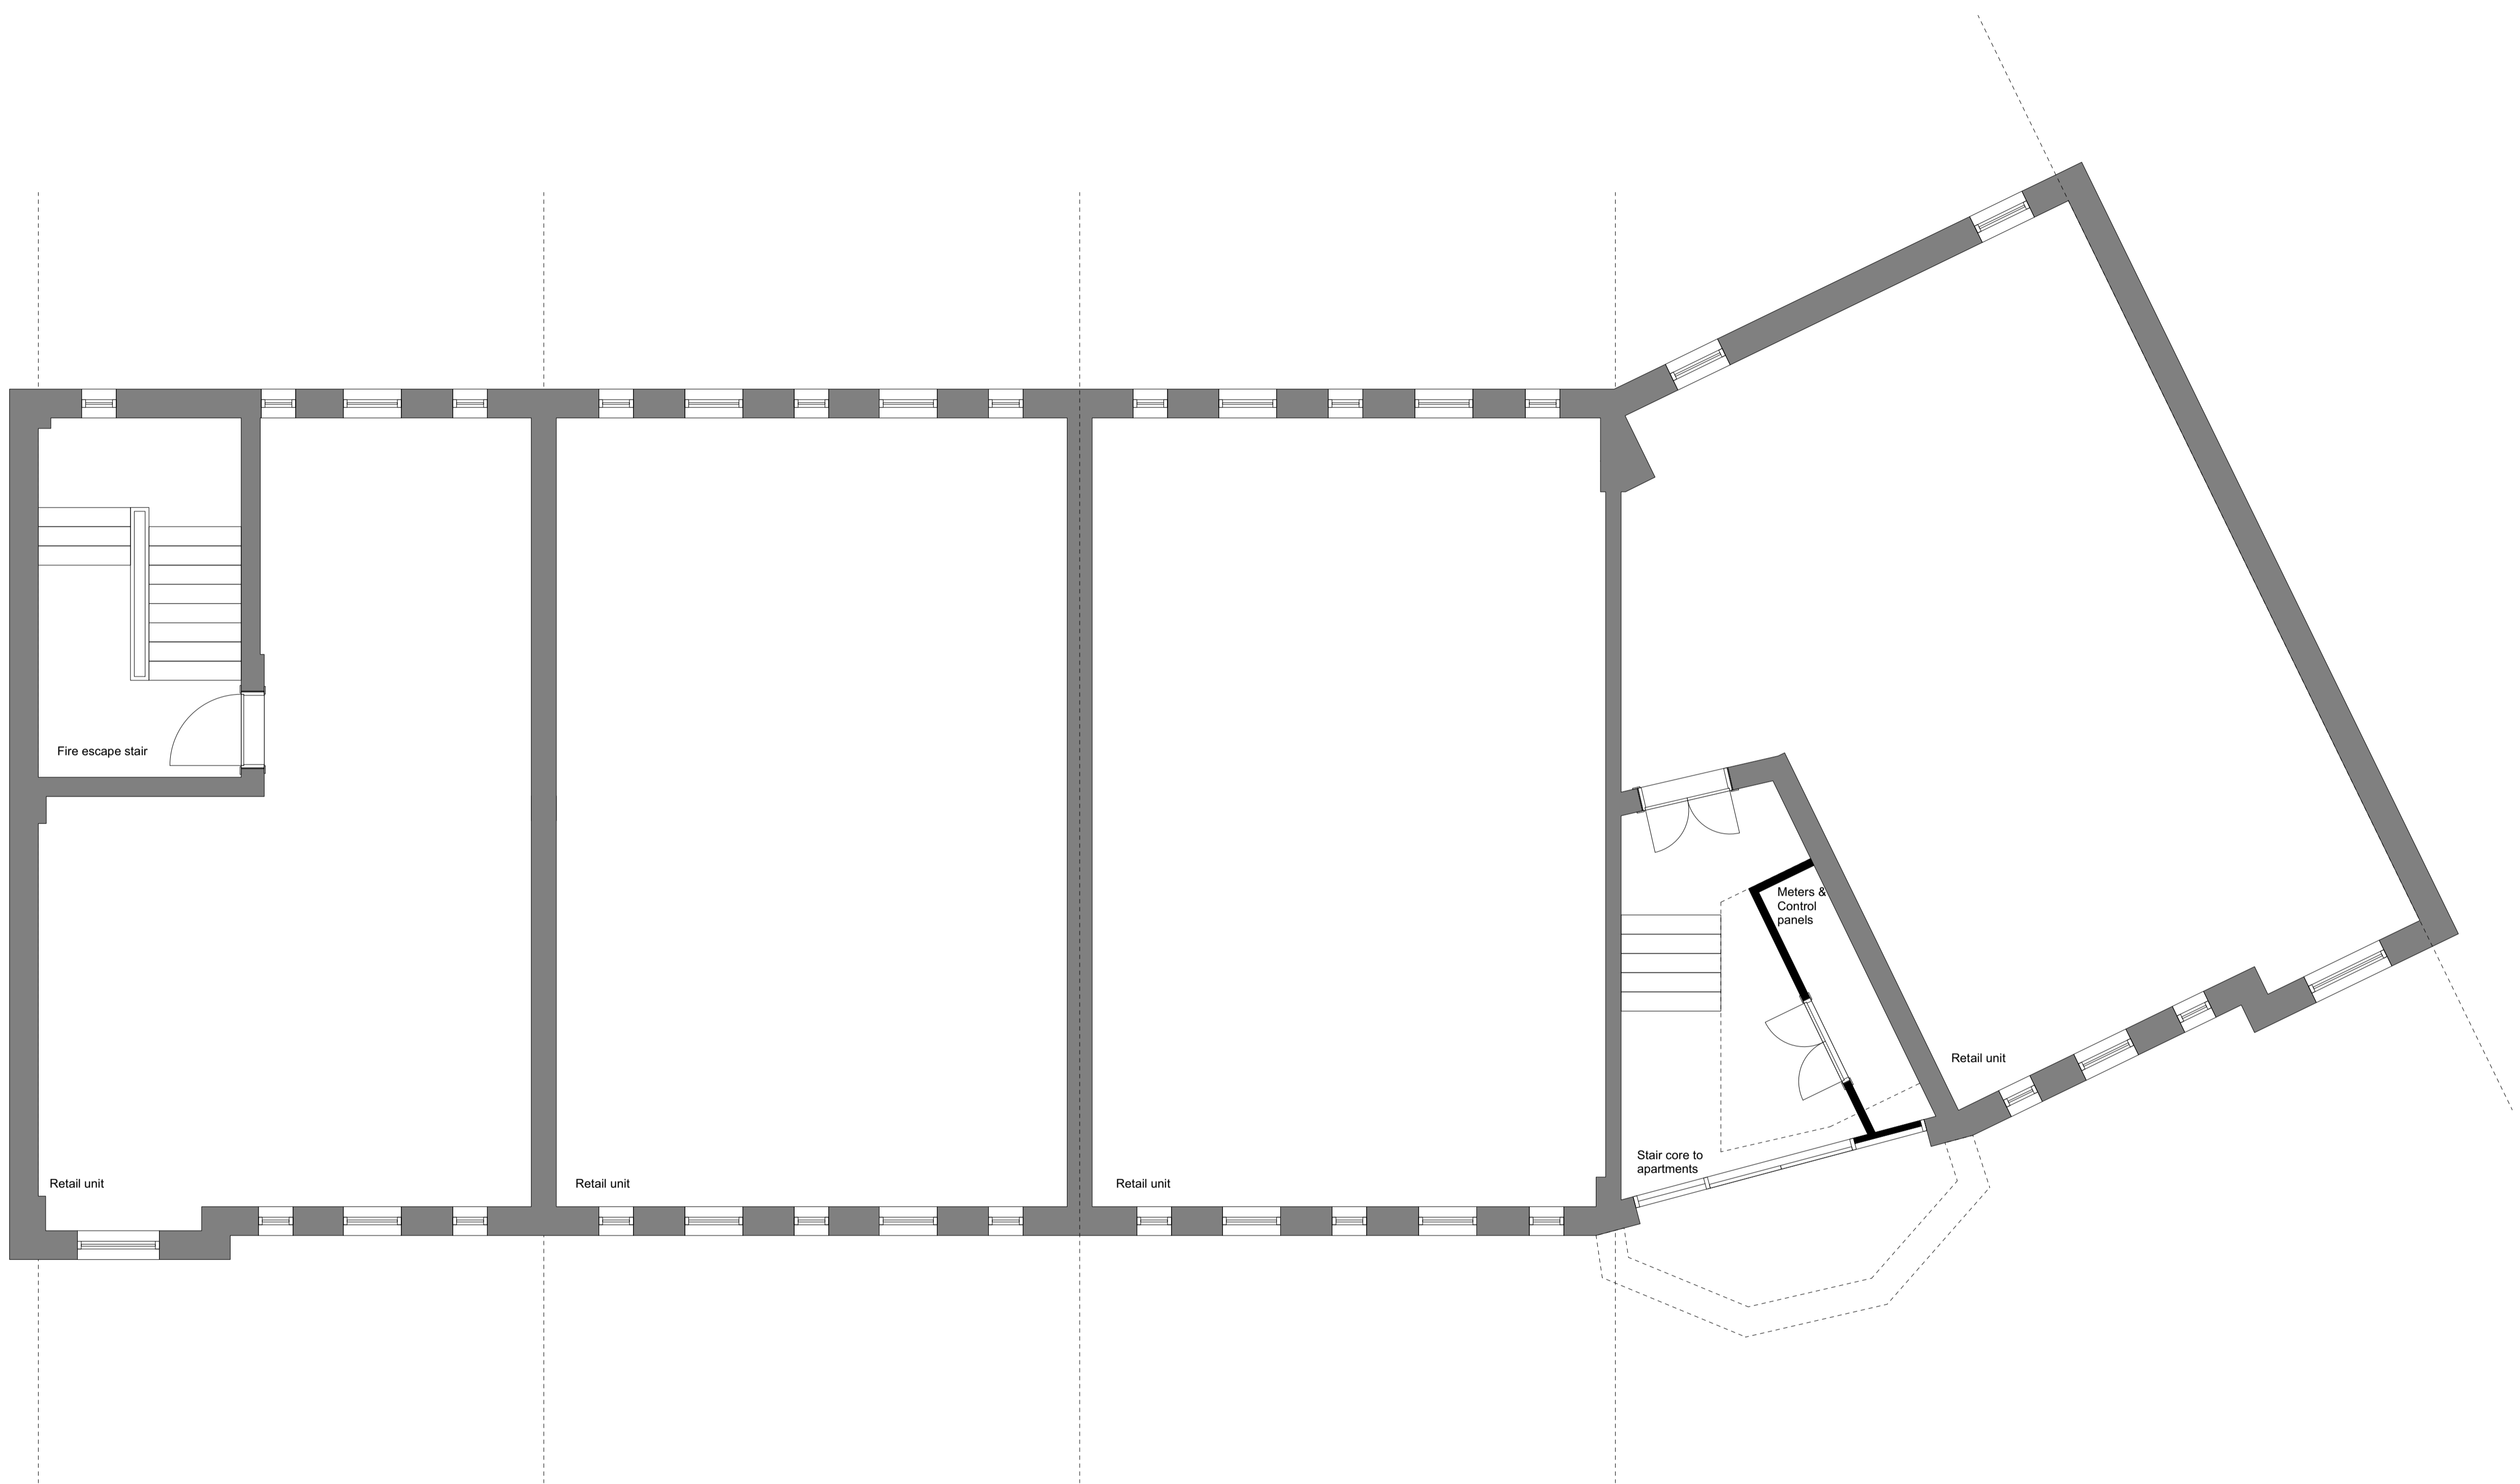 Fire escape stair
Meters &
Control
panels
Retail unit
Stair core to
apartments
Retail unit
Retail unit
Retail unit